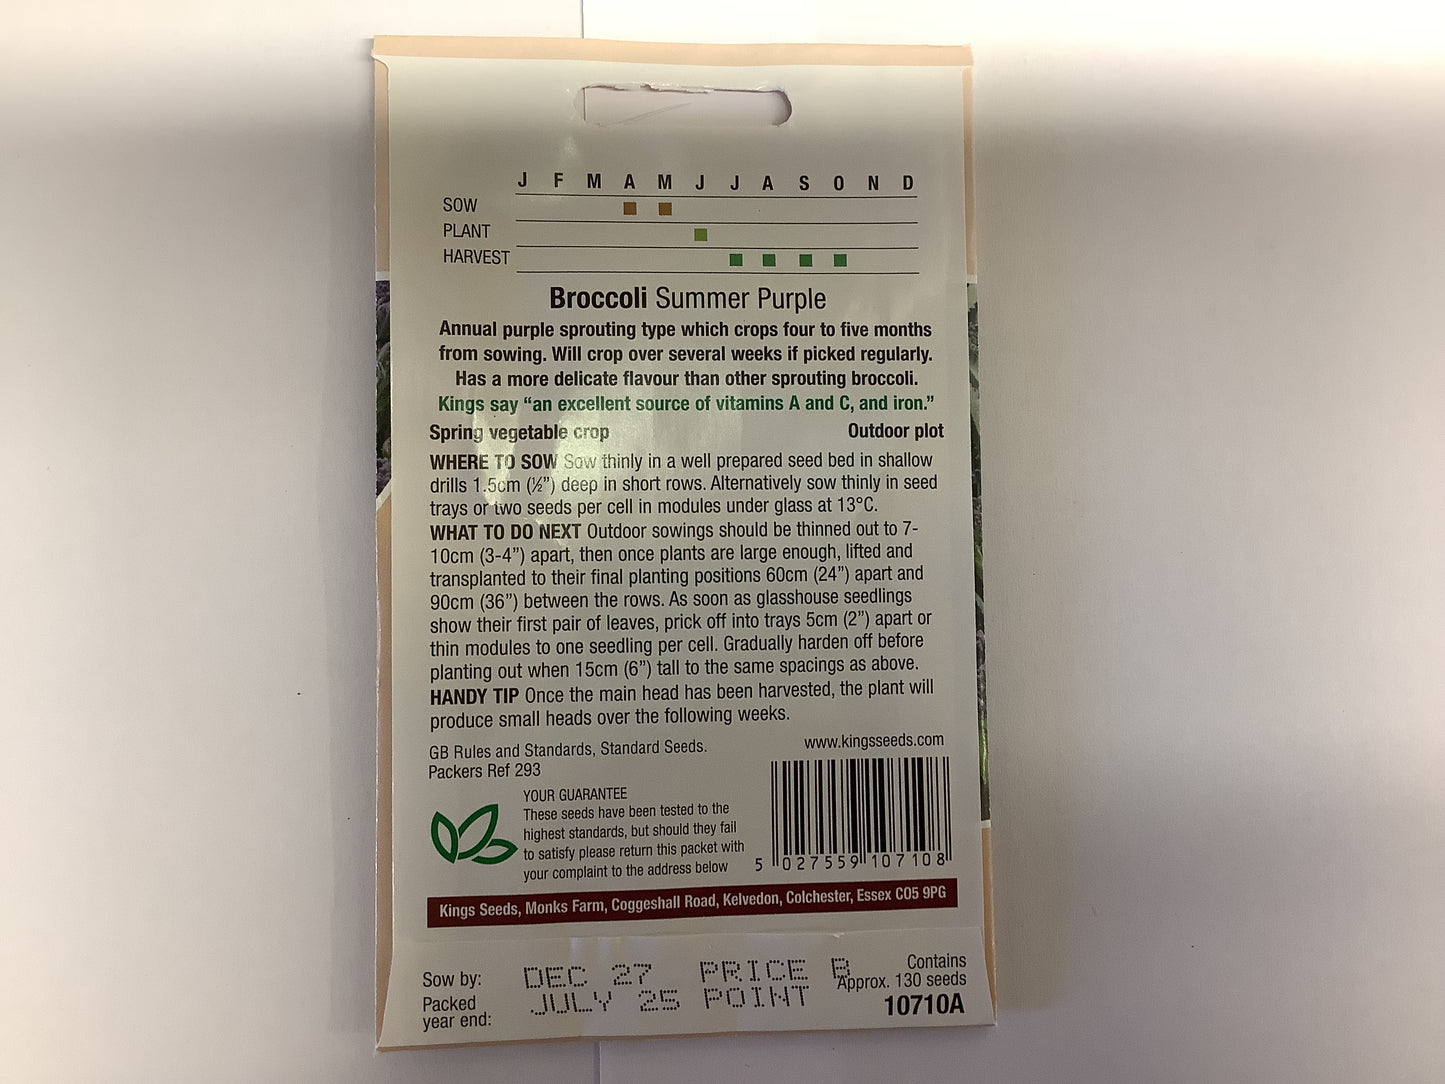 J F M A M J J A S O N D
SOW
PLANT
HARVEST
Broccoli Summer Purple
Annual purple sprouting type which crops four to five months
from sowing. Will crop over several weeks if picked regularly.
Has a more delicate flavour than other sprouting broccoli.
Kings say “an excellent source of vitamins A and C, and iron.”
Spring vegetable crop Outdoor plot
WHERE TO SOW Sow thinly in a well prepared seed bed in shallow
drills 1.5cm (½”) deep in short rows. Alternatively sow thinly in seed
trays or two seeds per cell in modules under glass at 13°C.
WHAT TO DO NEXT Outdoor sowings should be thinned out to 7-
10cm (3-4”) apart, then once plants are large enough, lifted and
transplanted to their final planting positions 60cm (24”) apart and
90cm (36”) between the rows. As soon as glasshouse seedlings
show their first pair of leaves, prick off into trays 5cm (2”) apart or
thin modules to one seedling per cell. Gradually harden off before
planting out when 15cm (6”) tall to the same spacings as above.
HANDY TIP Once the main head has been harvested, the plant will
produce small heads over the following weeks.
GB Rules and Standards, Standard Seeds. www.kingsseeds.com
Packers Ref 293
YOUR GUARANTEE
These seeds have been tested to the
highest standards, but should they fail
to satisfy please return this packet with
your complaint to the address below
5 027559 107108
Kings Seeds, Monks Farm, Coggeshall Road, Kelvedon, Colchester, Essex CO5 9PG
Sow by: DEC 27 PRICE B Contains
Approx. 130 seeds
Packed JULY 25 POINT 10710A
year end: